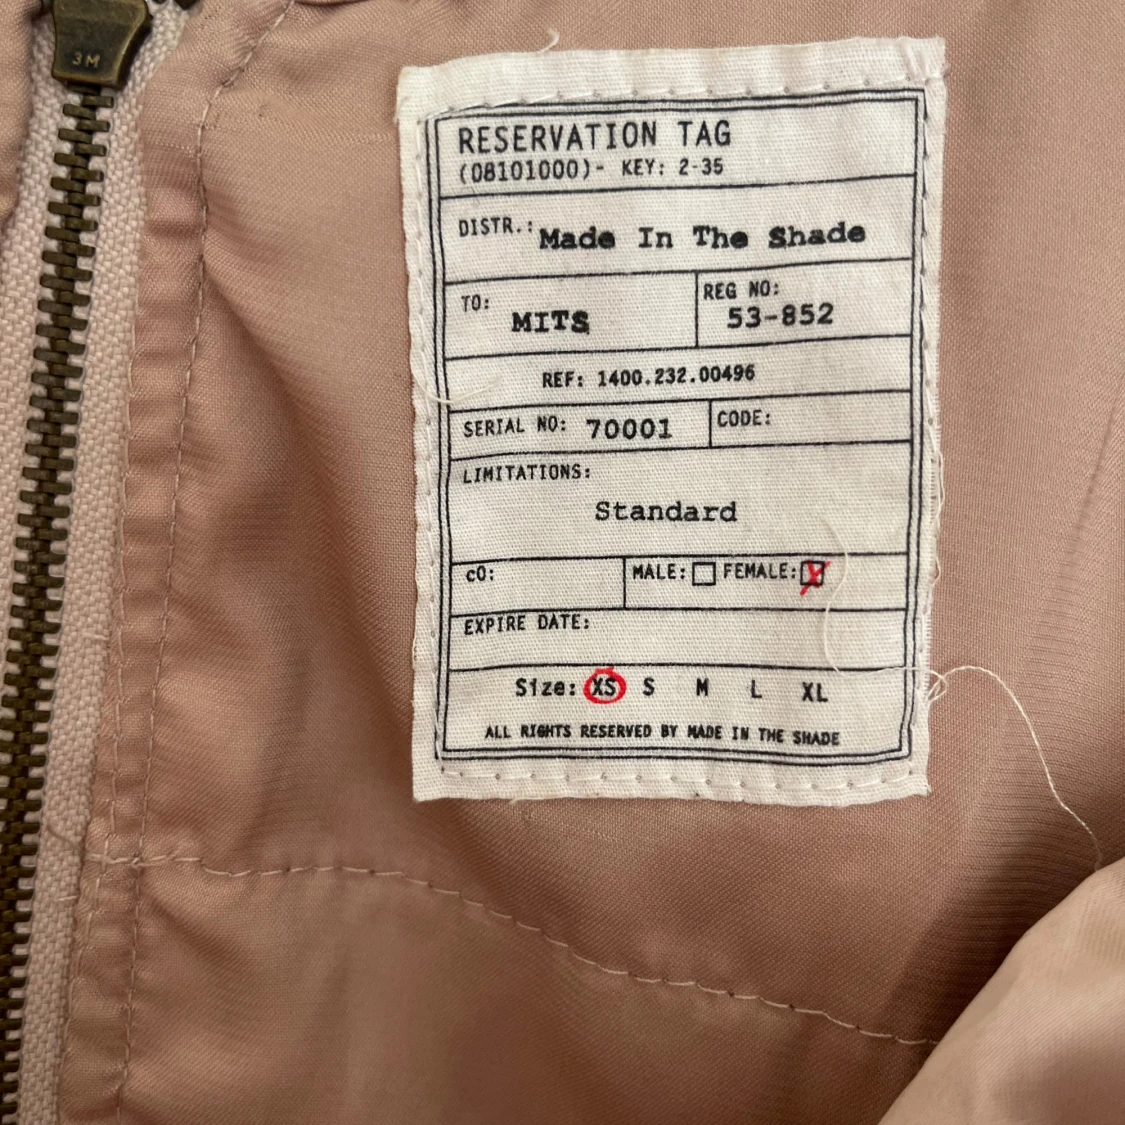 3M
RESERVATION TAG
(08101000)- KEY: 2-35
DISTR.: Made In The Shade
TO: MITS
REG NO: 53-852
REF: 1400.232.00496
SERIAL NO: 70001
CODE:
LIMITATIONS:
Standard
cO:
MALE: FEMALE: X
EXPIRE DATE:
Size: XS S M L XL
ALL RIGHTS RESERVED BY MADE IN THE SHADE